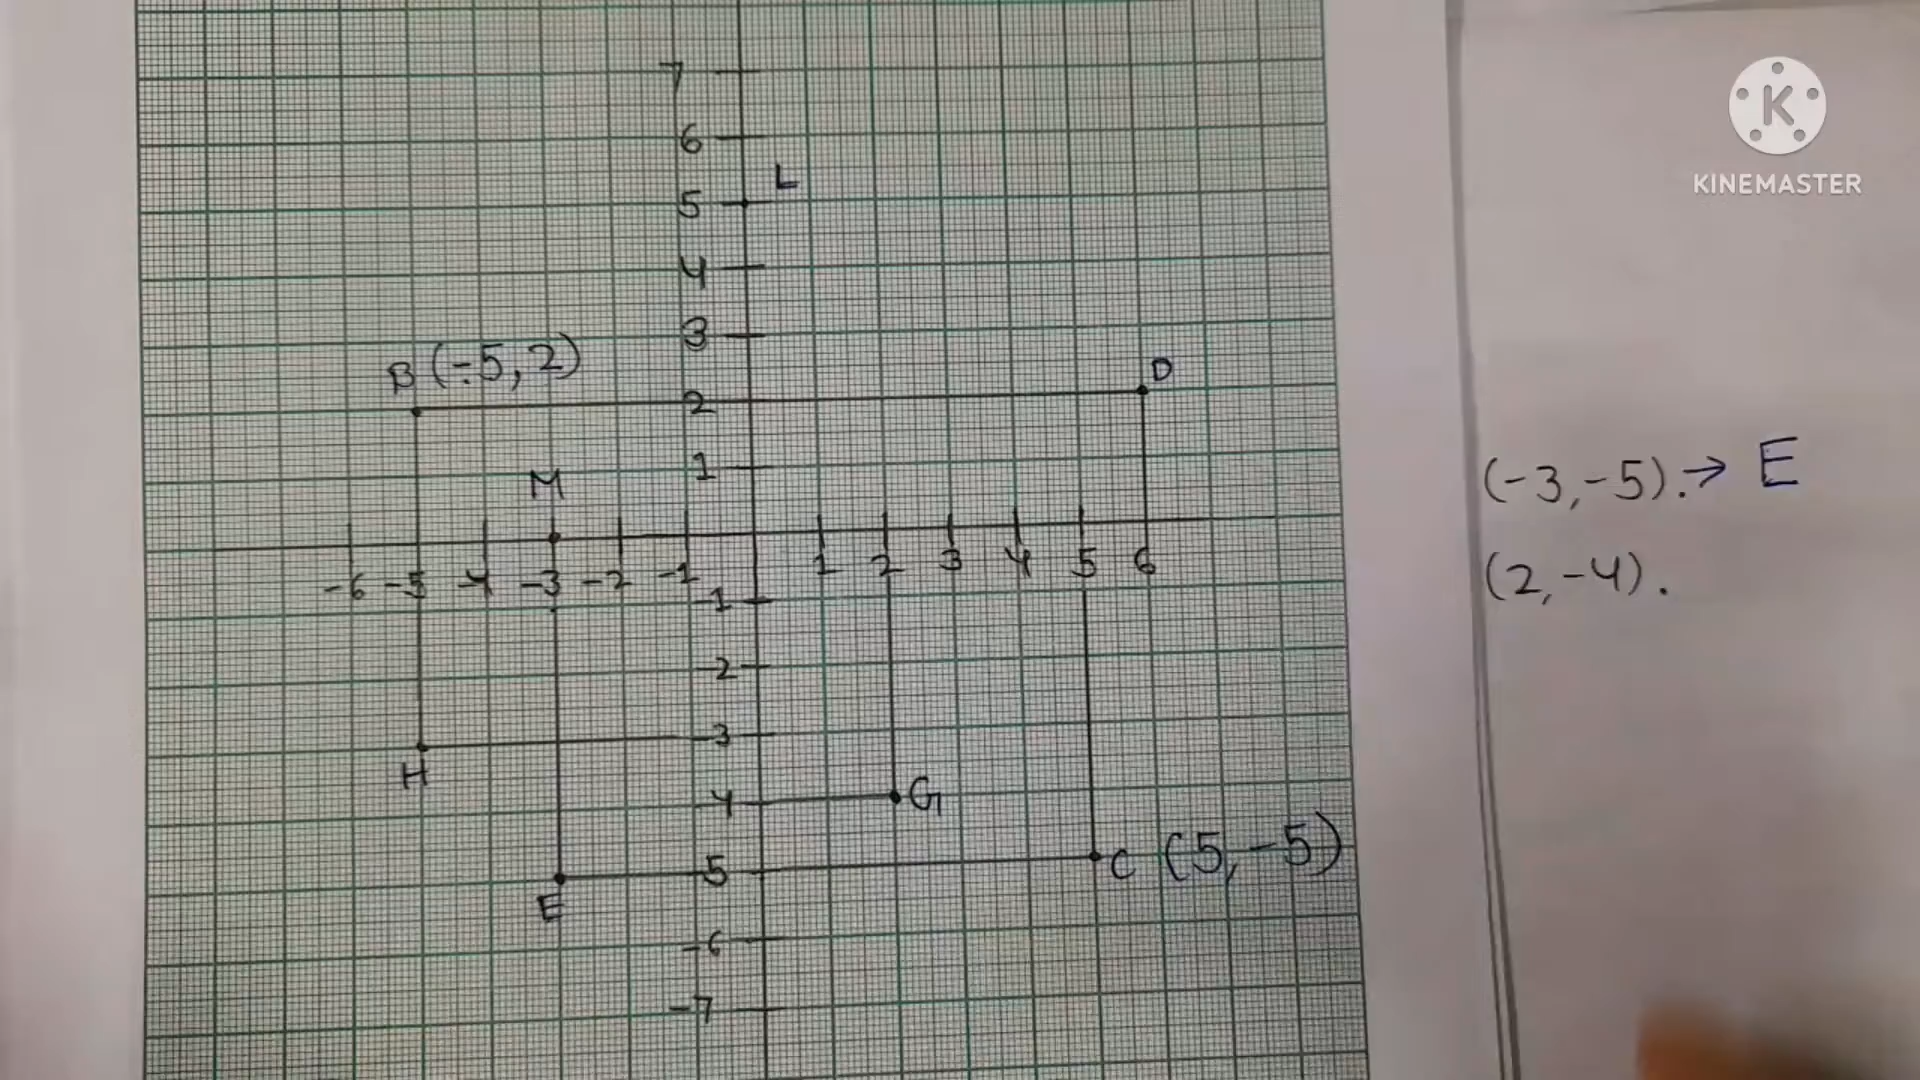 7
6
L
5
4
3
B (-5, 2)
D
2
1
M
-6 -5 -4 -3 -2 -1 1 2 3 4 5 6
-1
-2
-3
H
-4
G
-5
C (5, -5)
E
-6
-7
(-3, -5). → E
(2, -4).
K
KINEMASTER